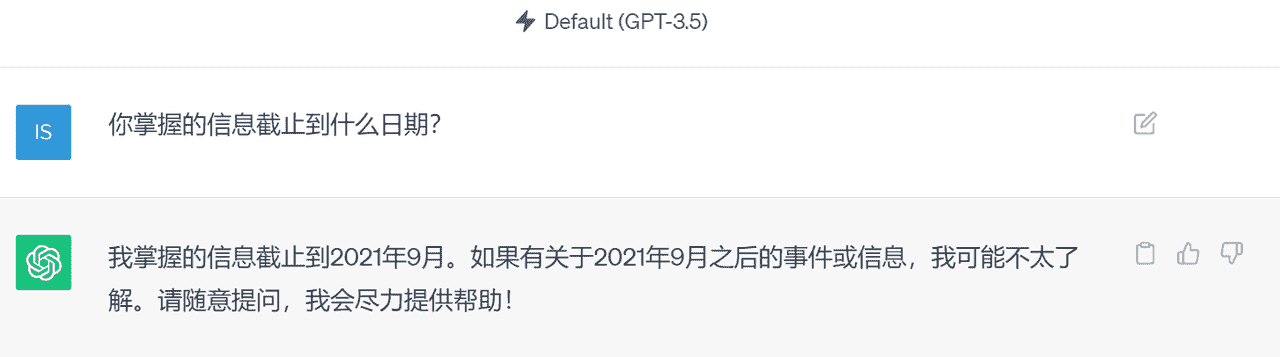 Default (GPT-3.5)
IS
你掌握的信息截止到什么日期?
我掌握的信息截止到2021年9月。如果有关于2021年9月之后的事件或信息，我可能不太了
解。请随意提问，我会尽力提供帮助！